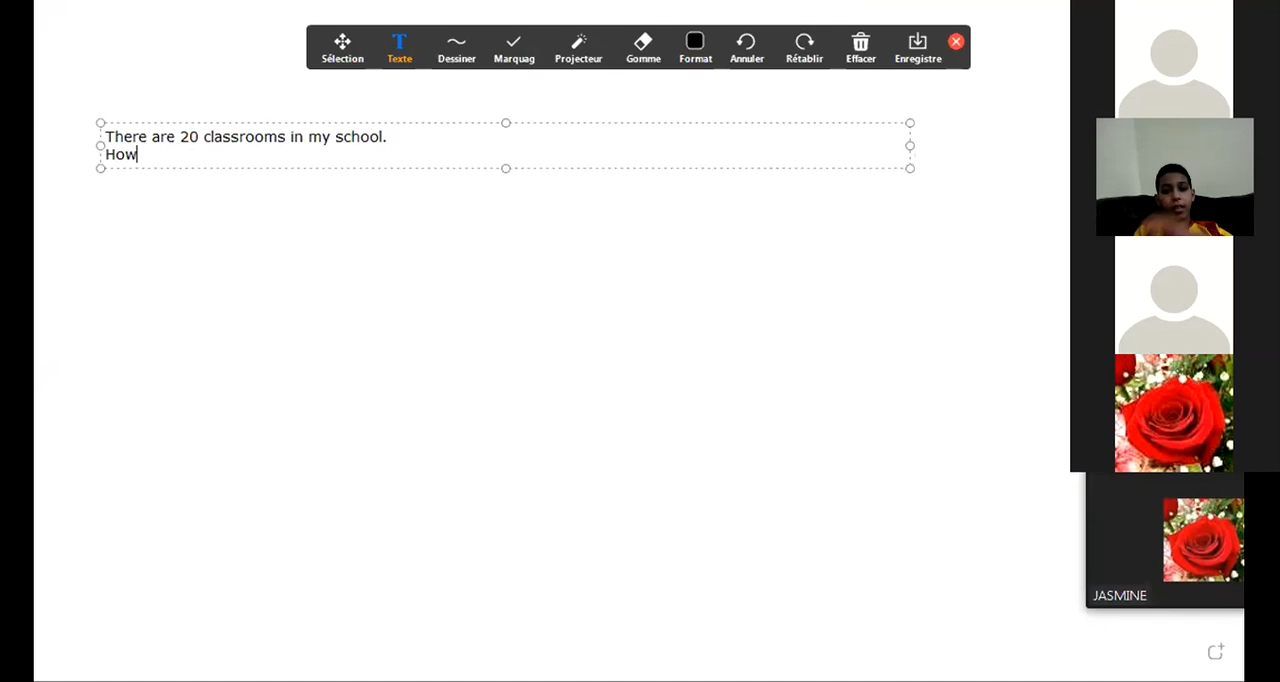 Sélection
Texte
Dessiner
Marquag
Projecteur
Gomme
Format
Annuler
Rétablir
Effacer
Enregistre
There are 20 classrooms in my school.
How
JASMINE